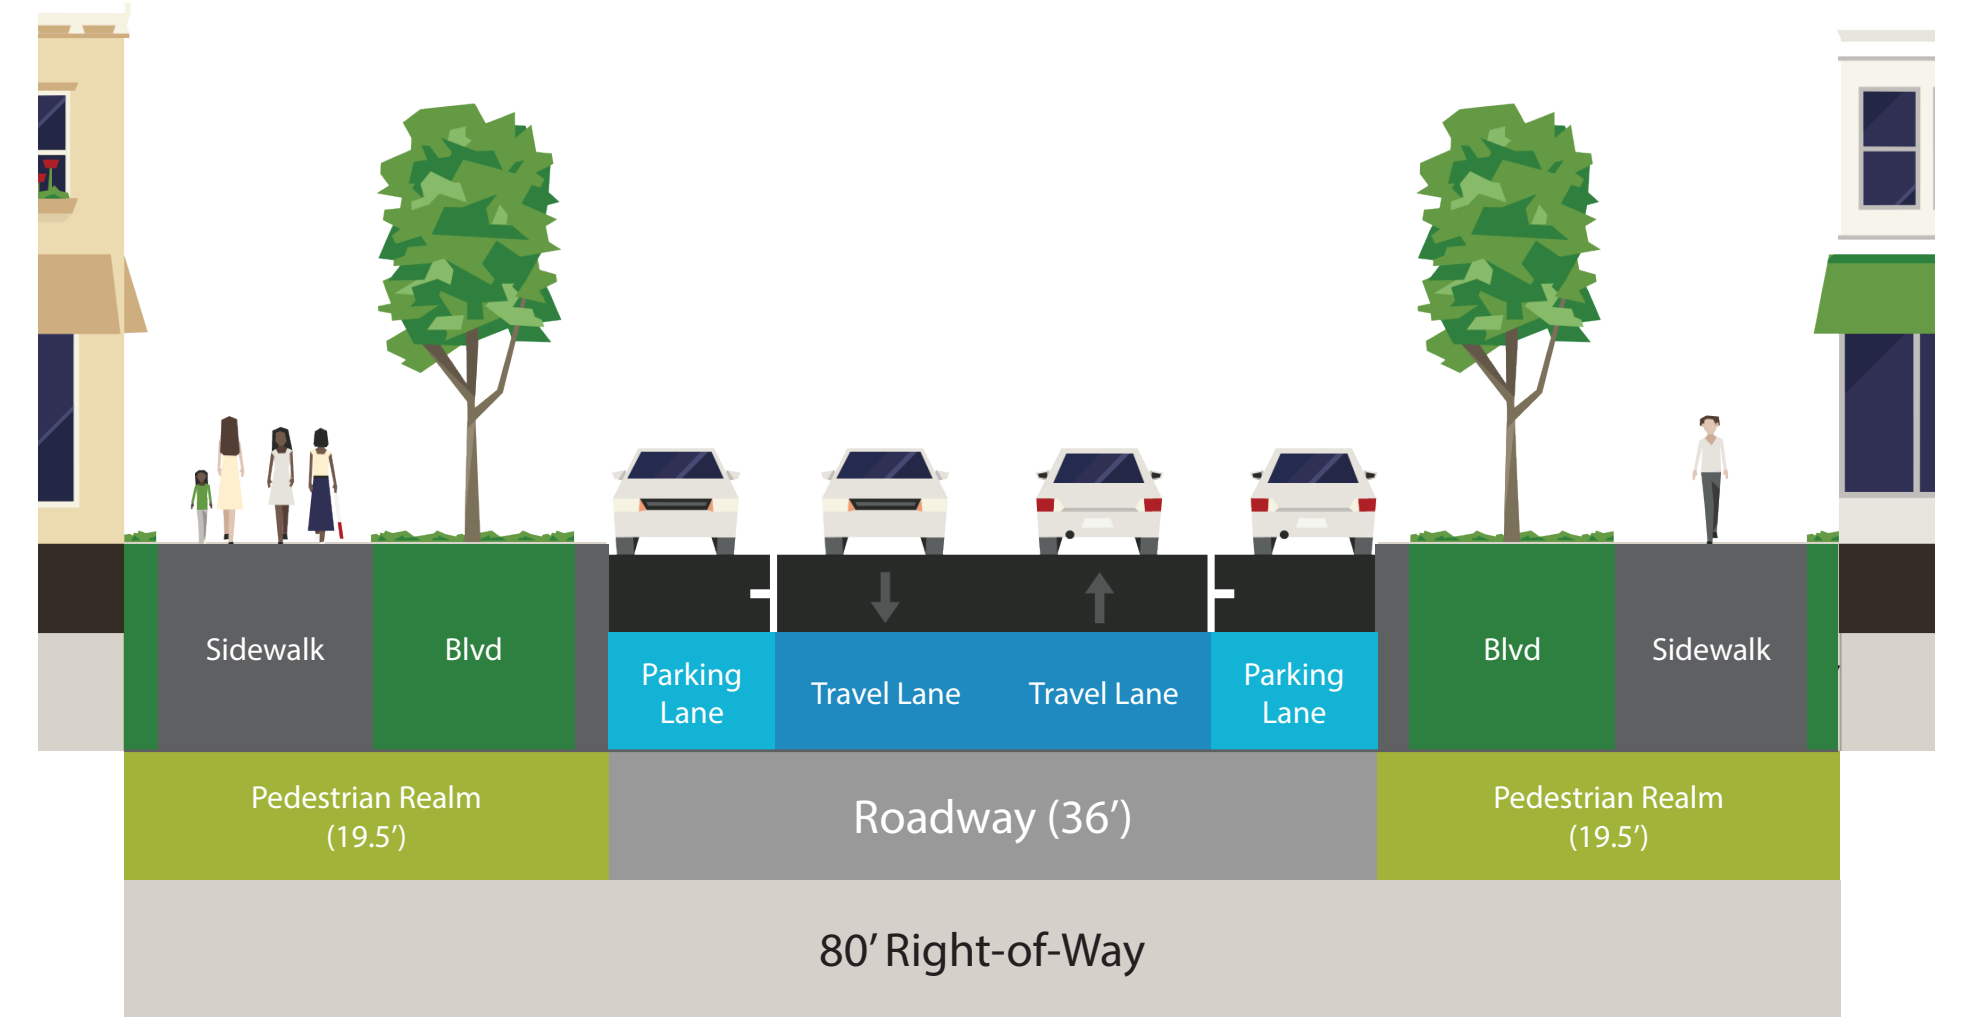 Sidewalk
Blvd
Parking
Lane
Travel Lane
Travel Lane
Parking
Lane
Blvd
Sidewalk
Pedestrian Realm
(19.5’)
Roadway (36’)
Pedestrian Realm
(19.5’)
80’ Right-of-Way